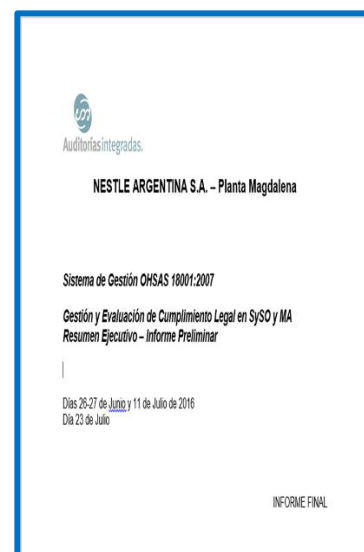 Auditoríasintegradas.
NESTLE ARGENTINA S.A. – Planta Magdalena
Sistema de Gestión OHSAS 18001:2007
Gestión y Evaluación de Cumplimiento Legal en SySO y MA
Resumen Ejecutivo – Informe Preliminar
Días 26-27 de Junio y 11 de Julio de 2016
Día 23 de Julio
INFORME FINAL